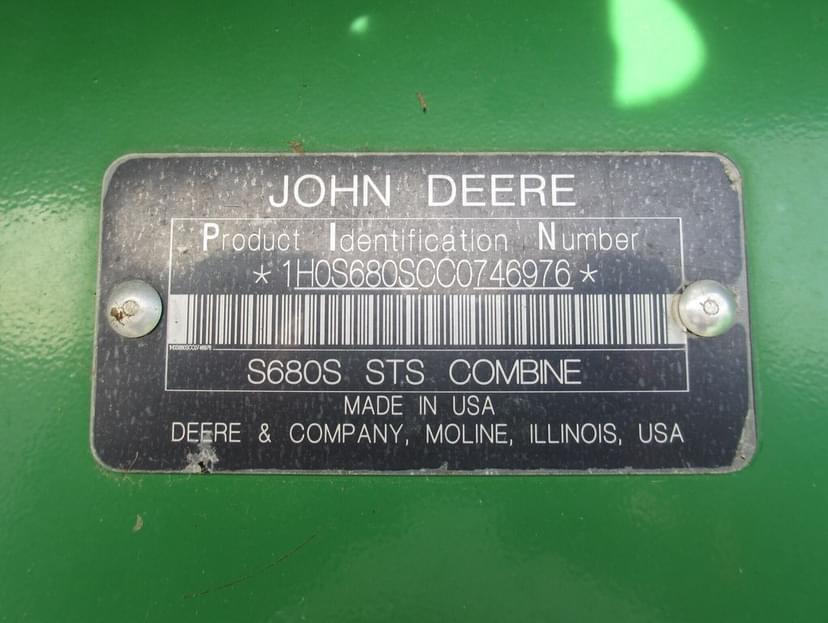 JOHN DEERE
Product Identification Number
*1H0S680SCC0746976*
S680S STS COMBINE
MADE IN USA
DEERE & COMPANY, MOLINE, ILLINOIS, USA